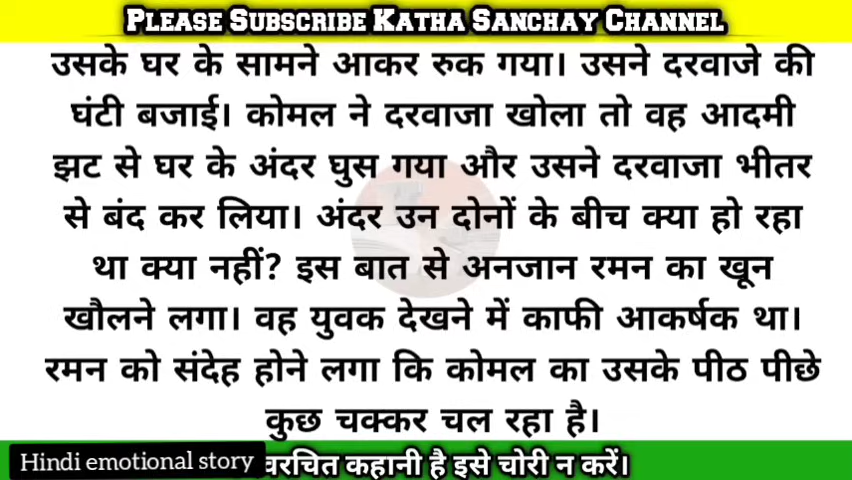 PLEASE SUBSCRIBE KATHA SANCHAY CHANNEL
उसके घर के सामने आकर रुक गया। उसने दरवाजे की
घंटी बजाई। कोमल ने दरवाजा खोला तो वह आदमी
झट से घर के अंदर घुस गया और उसने दरवाजा भीतर
से बंद कर लिया। अंदर उन दोनों के बीच क्या हो रहा
था क्या नहीं? इस बात से अनजान रमन का खून
खौलने लगा। वह युवक देखने में काफी आकर्षक था।
रमन को संदेह होने लगा कि कोमल का उसके पीठ पीछे
कुछ चक्कर चल रहा है।
Hindi emotional story
कहानी है इसे चोरी न करें।